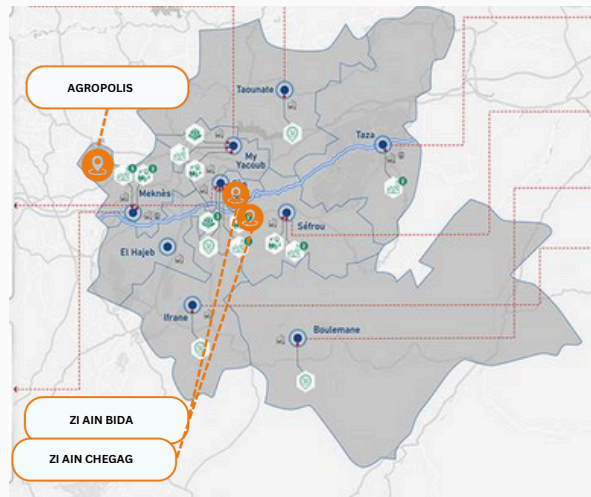 AGROPOLIS
Taounate
Taza
My
Yacoub
Meknès
Séfrou
El Hajeb
Ifrane
Boulemane
ZI AIN BIDA
ZI AIN CHEGAG